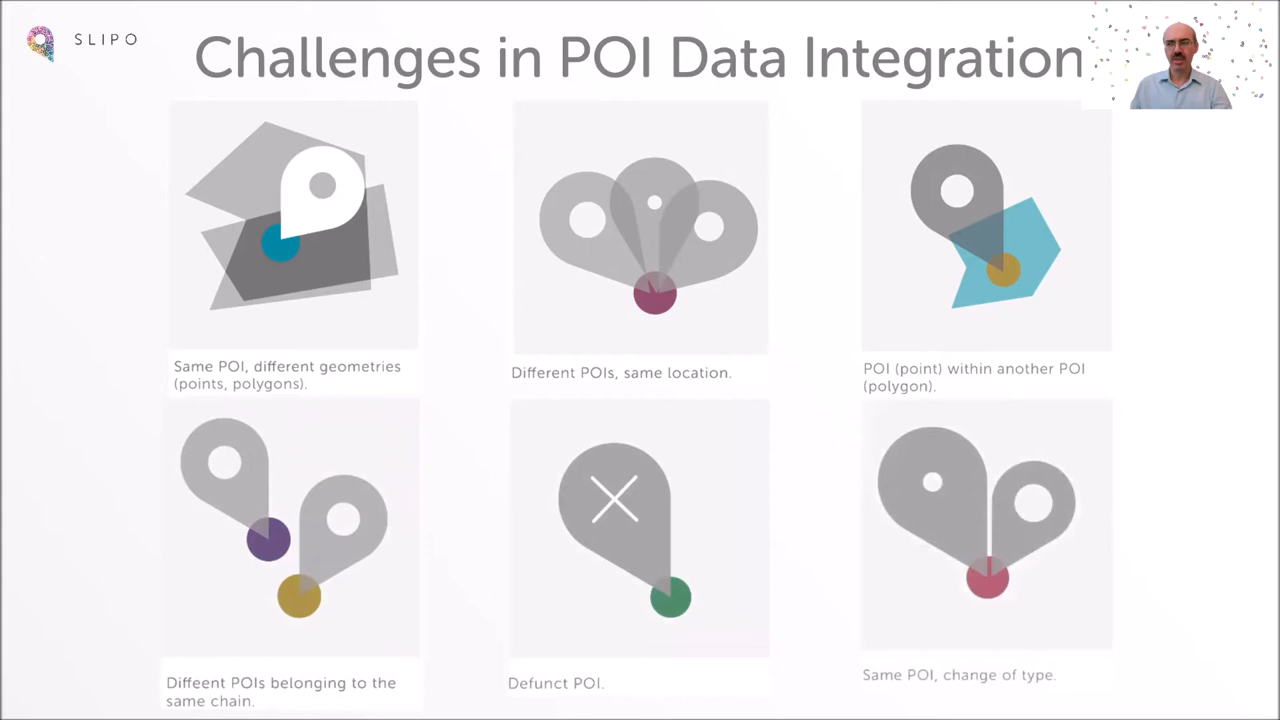 SLIPO
Challenges in POI Data Integration
Same POI, different geometries
(points, polygons).
Different POIs, same location.
POI (point) within another POI
(polygon).
Diffeent POIs belonging to the
same chain.
Defunct POI.
Same POI, change of type.